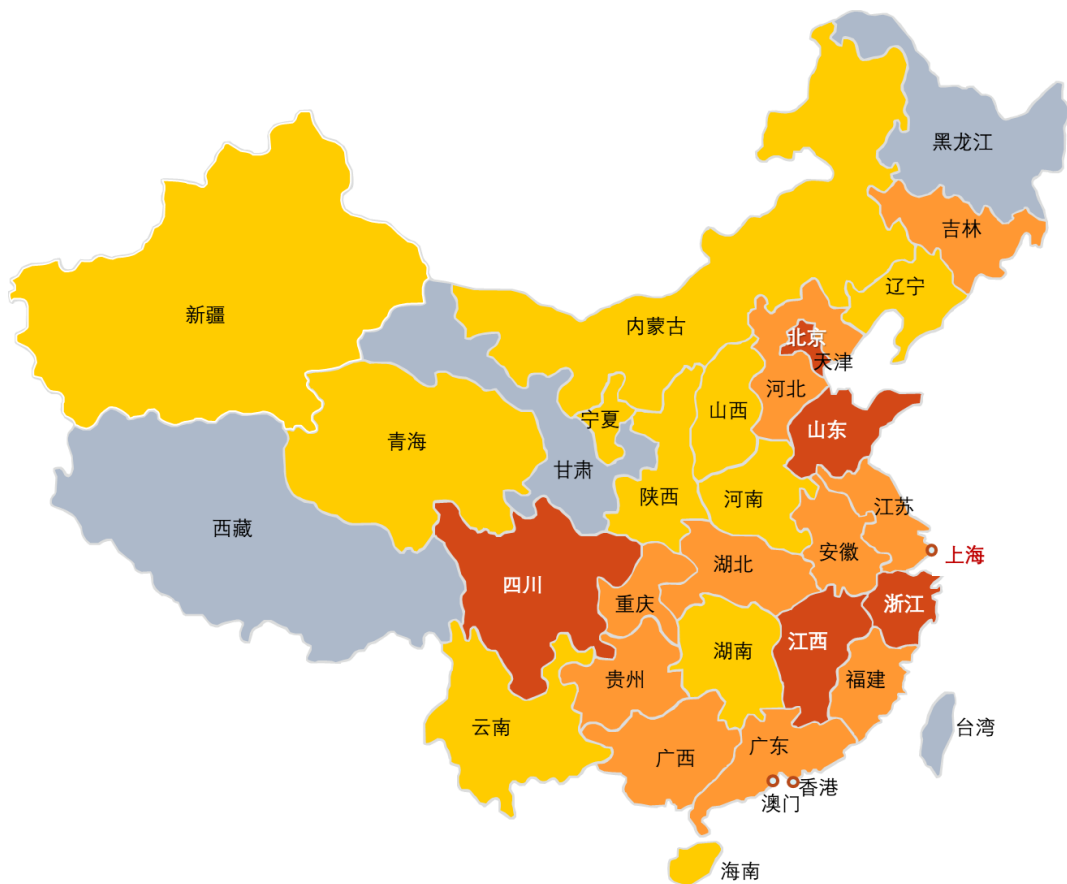 黑龙江
吉林
辽宁
新疆
内蒙古
北京
天津
河北
山西
山东
宁夏
青海
甘肃
陕西
河南
江苏
西藏
安徽
上海
湖北
四川
重庆
浙江
江西
湖南
贵州
福建
云南
台湾
广东
广西
香港
澳门
海南